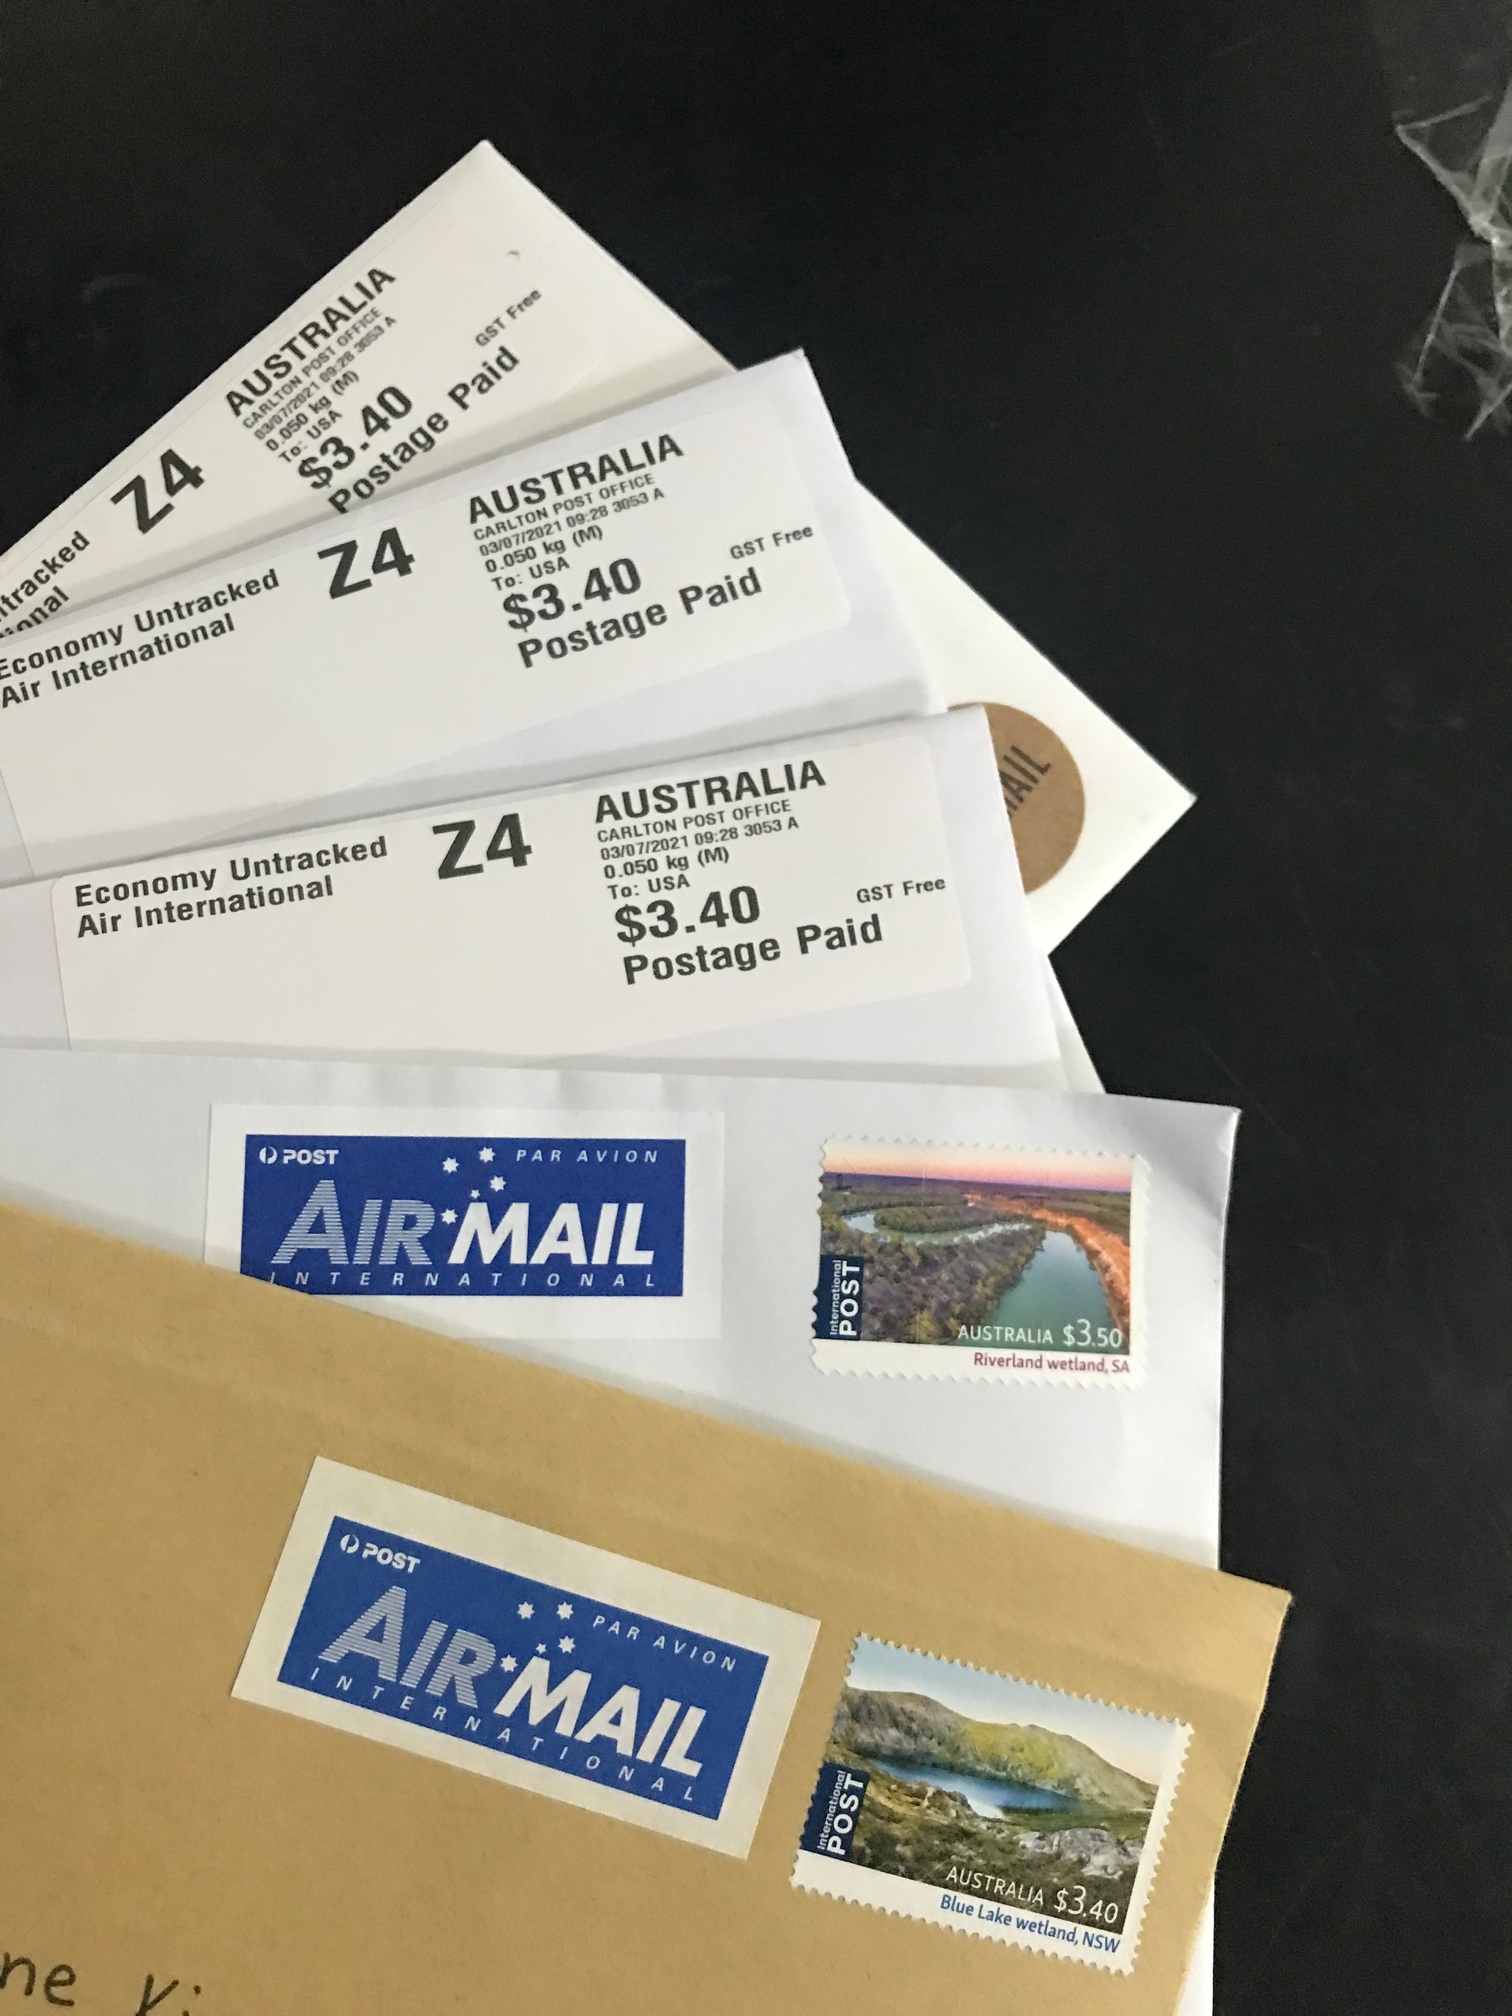 AUSTRALIA
CARLTON POST OFFICE
03/07/2021 09:28 3053 A
0.050 kg (M)
To: USA
$3.40
GST Free
Postage Paid
Z4
AUSTRALIA
CARLTON POST OFFICE
03/07/2021 09:28 3053 A
0.050 kg (M)
To: USA
$3.40
GST Free
Postage Paid
Z4
Economy Untracked
Air International
AUSTRALIA
CARLTON POST OFFICE
03/07/2021 09:28 3053 A
0.050 kg (M)
To: USA
$3.40
GST Free
Postage Paid
Z4
Economy Untracked
Air International
POST PAR AVION
AIR MAIL
INTERNATIONAL
International
POST
AUSTRALIA $3.50
Riverland wetland, SA
POST
PAR AVION
AIR MAIL
INTERNATIONAL
International
POST
AUSTRALIA $3.40
Blue Lake wetland, NSW